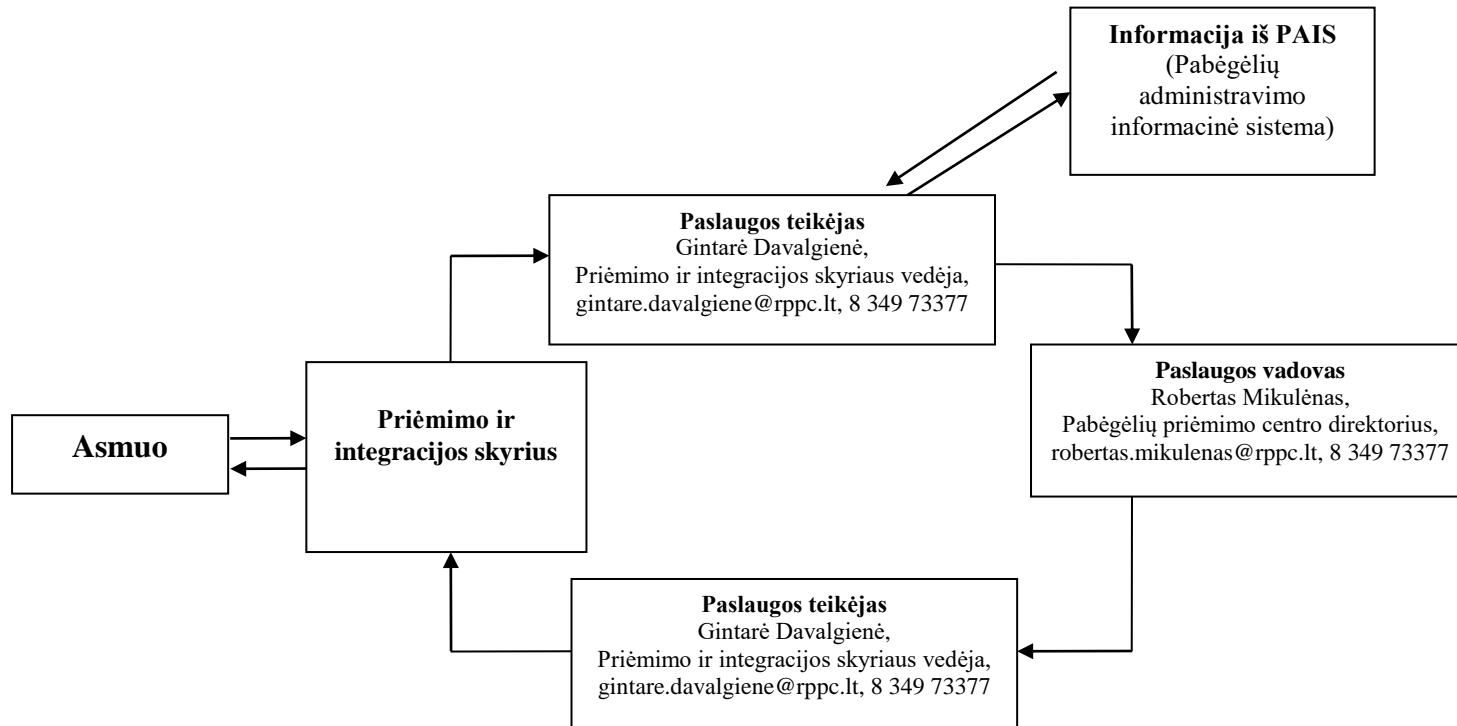 Informacija iš PAIS
(Pabėgėlių
administravimo
informacinė sistema)
Paslaugos teikėjas
Gintarė Davalgienė,
Priėmimo ir integracijos skyriaus vedėja,
gintare.davalgiene@rppc.lt, 8 349 73377
Paslaugos vadovas
Robertas Mikulėnas,
Pabėgėlių priėmimo centro direktorius,
robertas.mikulenas@rppc.lt, 8 349 73377
Priėmimo ir
integracijos skyrius
Asmuo
Paslaugos teikėjas
Gintarė Davalgienė,
Priėmimo ir integracijos skyriaus vedėja,
gintare.davalgiene@rppc.lt, 8 349 73377